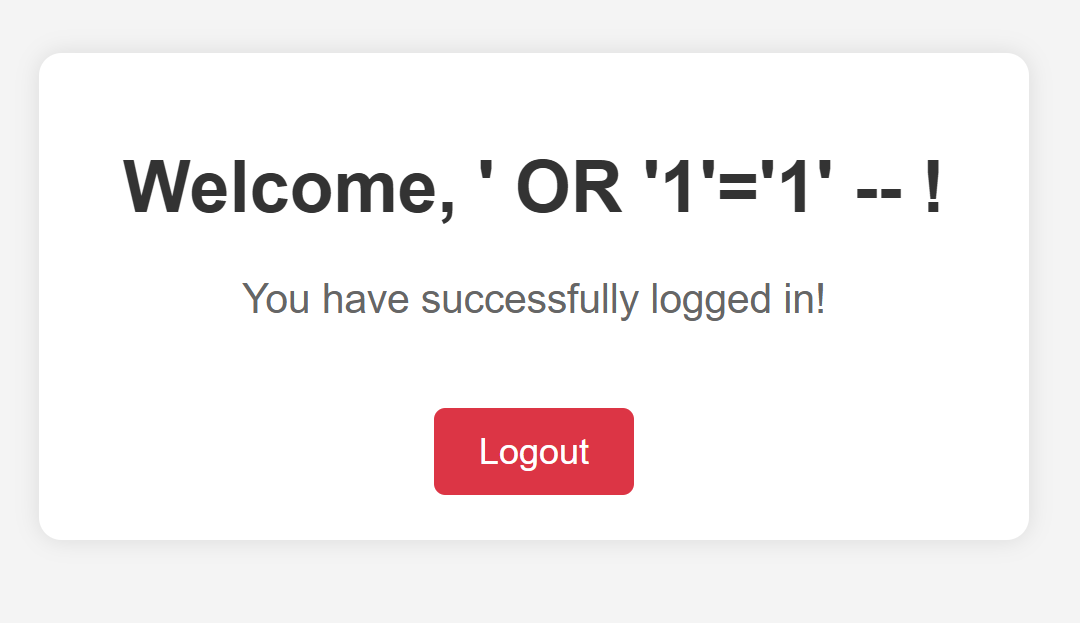 Welcome, ' OR '1'='1' -- !
You have successfully logged in!
Logout